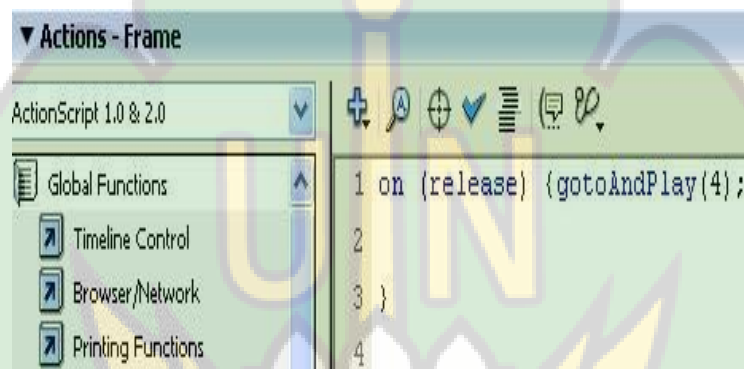 ▼ Actions - Frame
ActionScript 1.0 & 2.0
Global Functions
Timeline Control
Browser/Network
Printing Functions
1 on (release) {gotoAndPlay(4);
2
3 }
4
UIN